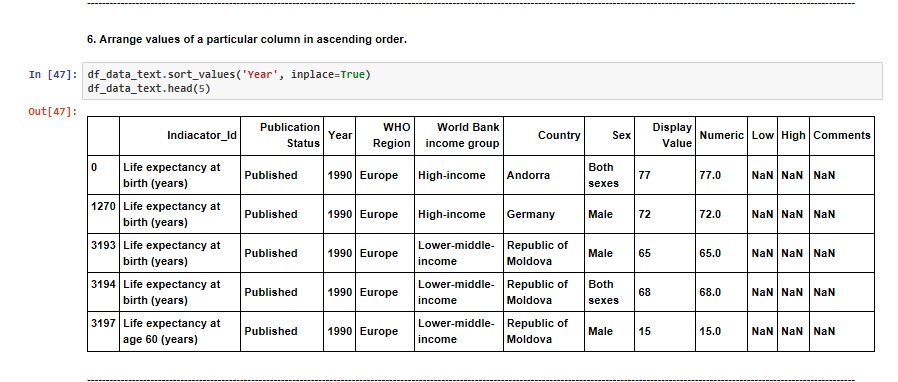 6. Arrange values of a particular column in ascending order.
In [47]: df_data_text.sort_values('Year', inplace=True)
df_data_text.head(5)
Out[47]:
Indiacator_Id Publication Status Year WHO Region World Bank income group Country Sex Display Value Numeric Low High Comments
0 Life expectancy at birth (years) Published 1990 Europe High-income Andorra Both sexes 77 77.0 NaN NaN NaN
1270 Life expectancy at birth (years) Published 1990 Europe High-income Germany Male 72 72.0 NaN NaN NaN
3193 Life expectancy at birth (years) Published 1990 Europe Lower-middle-income Republic of Moldova Male 65 65.0 NaN NaN NaN
3194 Life expectancy at birth (years) Published 1990 Europe Lower-middle-income Republic of Moldova Both sexes 68 68.0 NaN NaN NaN
3197 Life expectancy at age 60 (years) Published 1990 Europe Lower-middle-income Republic of Moldova Male 15 15.0 NaN NaN NaN